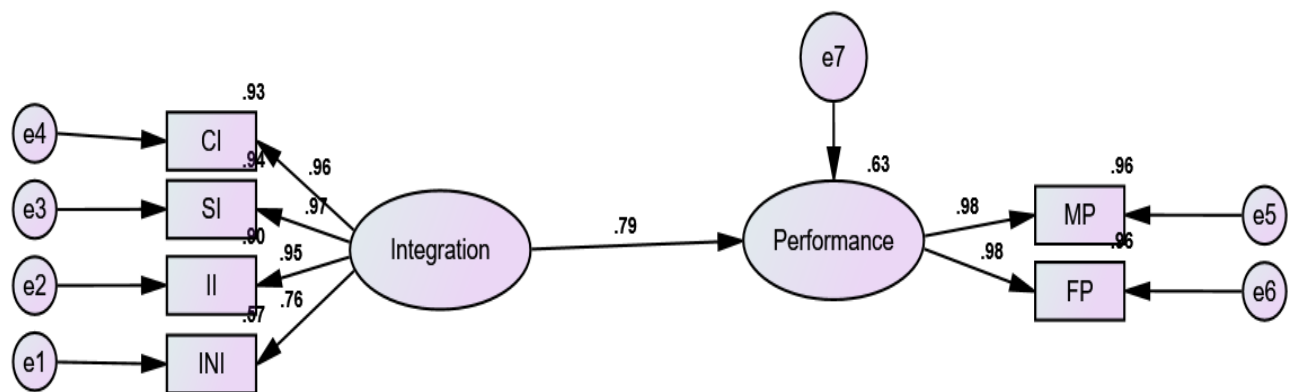 e7
.93
e4
CI
.94
.96
.63
.96
e3
SI
.97
.98
MP
e5
.90
Integration
.79
Performance
.96
e2
II
.95
.98
FP
e6
.57
.76
e1
INI